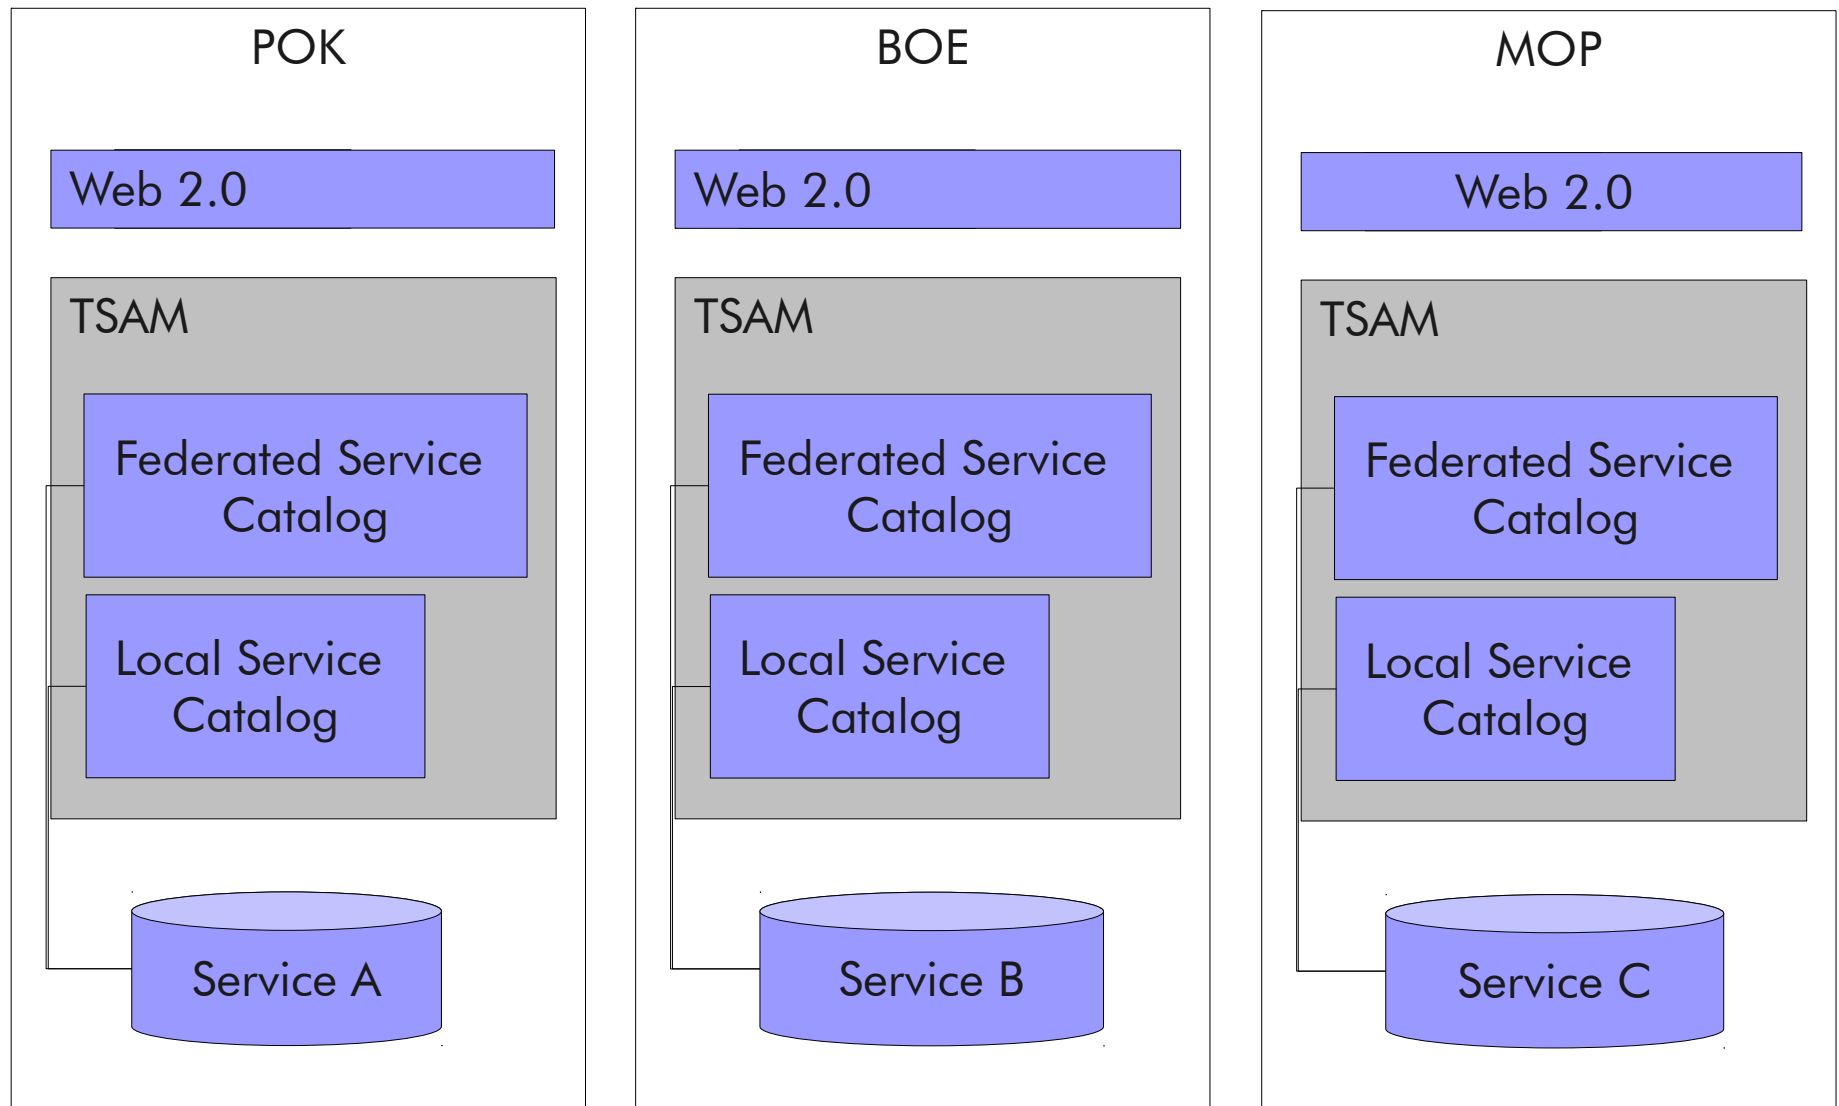 POK
Web 2.0
TSAM
Federated Service
Catalog
Local Service
Catalog
Service A
BOE
Web 2.0
TSAM
Federated Service
Catalog
Local Service
Catalog
Service B
MOP
Web 2.0
TSAM
Federated Service
Catalog
Local Service
Catalog
Service C